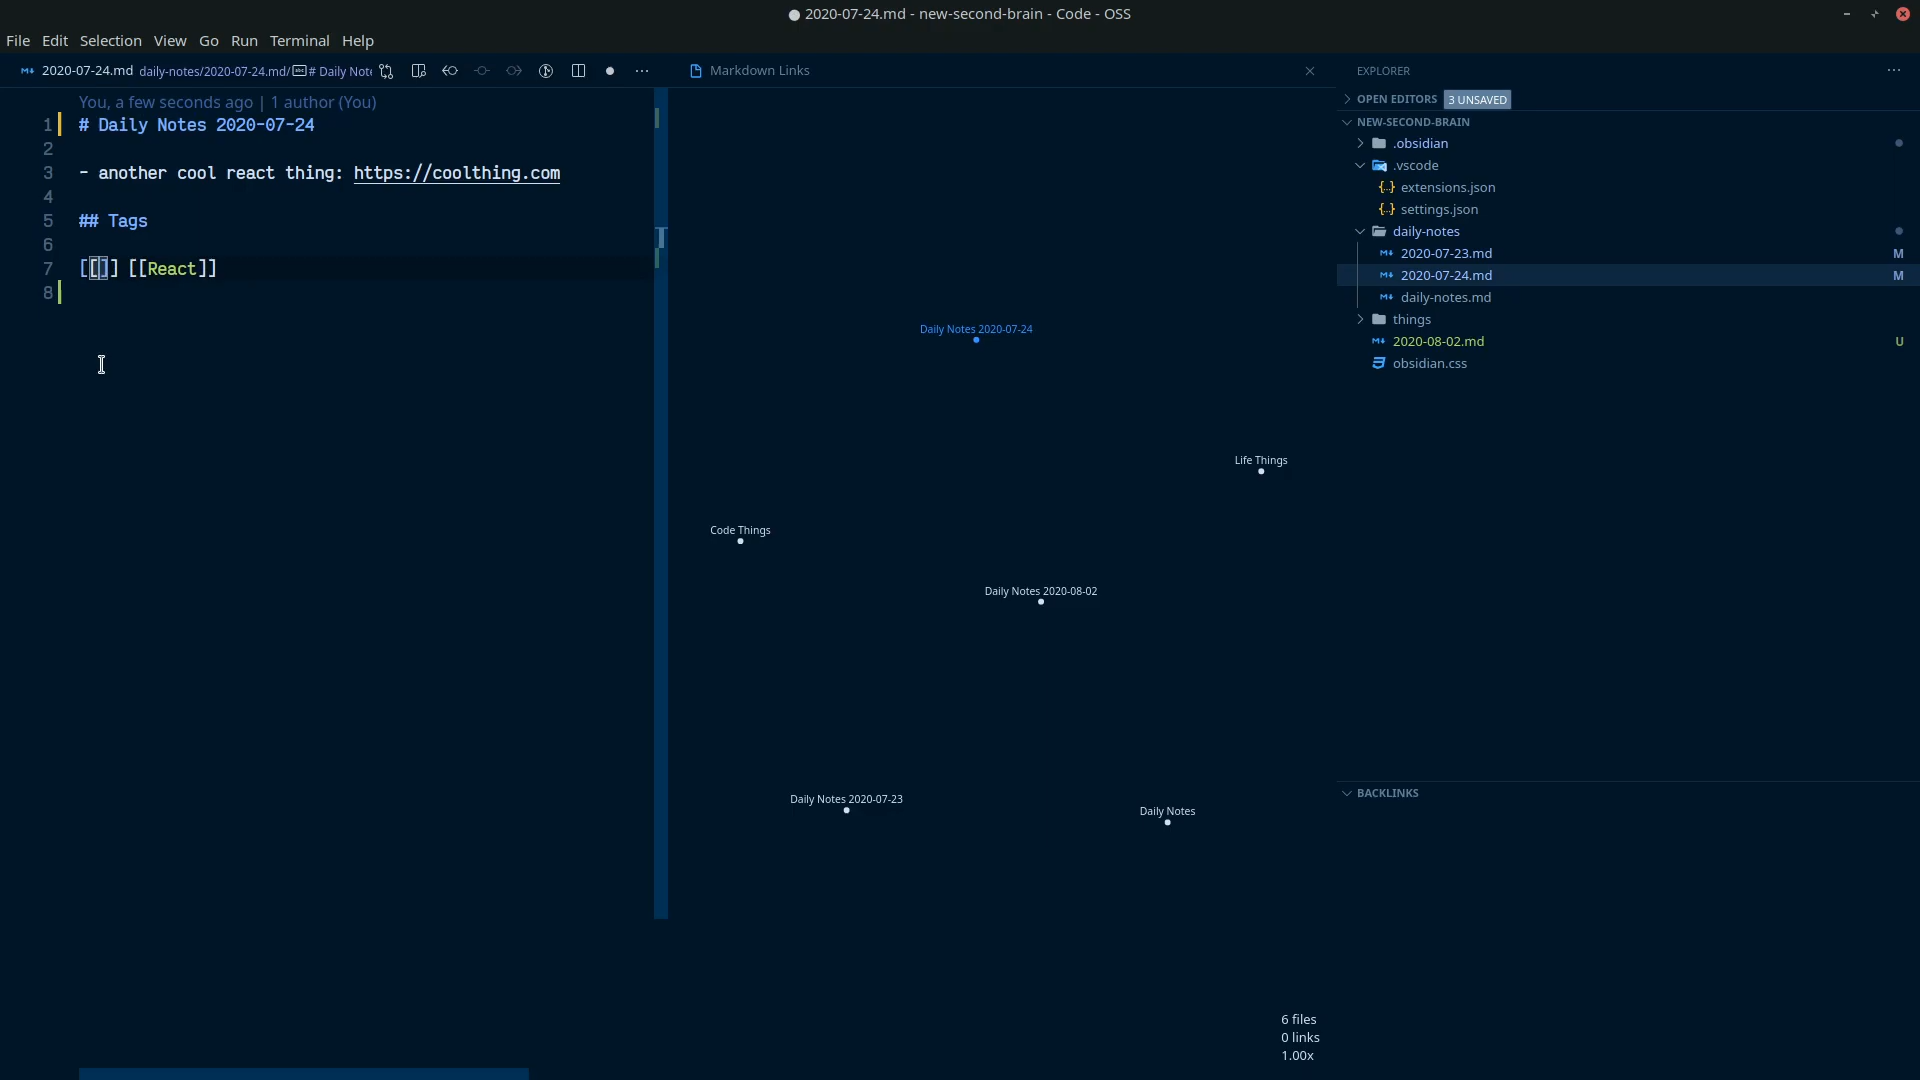 2020-07-24.md - new-second-brain - Code - OSS
File Edit Selection View Go Run Terminal Help
2020-07-24.md daily-notes/2020-07-24.md/ # Daily Note
You, a few seconds ago | 1 author (You)
1 # Daily Notes 2020-07-24
2
3 - another cool react thing: https://coolthing.com
4
5 ## Tags
6
7 [[]] [[React]]
8
Markdown Links
Daily Notes 2020-07-24
Life Things
Code Things
Daily Notes 2020-08-02
Daily Notes 2020-07-23
Daily Notes
6 files
0 links
1.00x
EXPLORER
OPEN EDITORS 3 UNSAVED
NEW-SECOND-BRAIN
.obsidian
.vscode
{..} extensions.json
{..} settings.json
daily-notes
2020-07-23.md M
2020-07-24.md M
daily-notes.md
things
2020-08-02.md U
obsidian.css
BACKLINKS